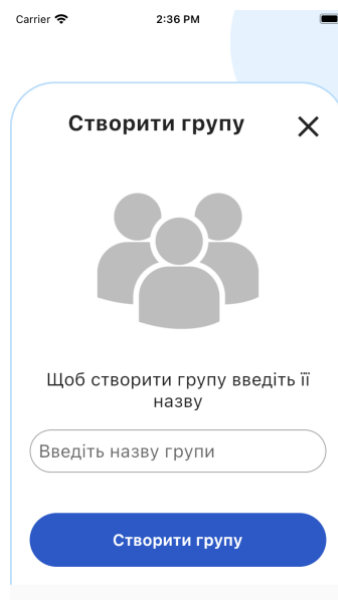 Carrier 2:36 PM
Створити групу
Щоб створити групу введіть її
назву
Введіть назву групи
Створити групу